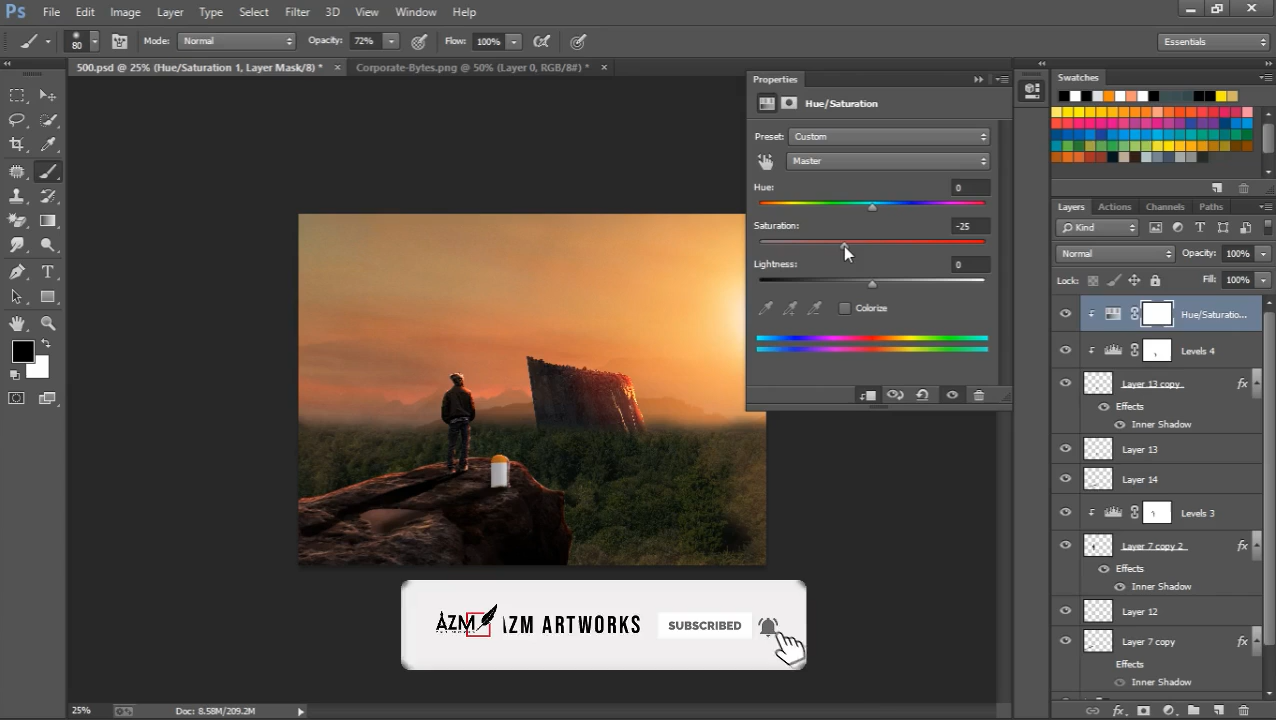 Ps File Edit Image Layer Type Select Filter 3D View Window Help
80 Mode: Normal Opacity: 72% Flow: 100% Essentials
500.psd @ 25% (Hue/Saturation 1, Layer Mask/8) * Corporate-Bytes.png @ 50% (Layer 0, RGB/8#) *
Properties
Hue/Saturation
Preset: Custom
Master
Hue: 0
Saturation: -25
Lightness: 0
Colorize
Swatches
Layers Actions Channels Paths
Kind
Normal Opacity: 100%
Lock: Fill: 100%
Hue/Saturatio...
Levels 4
Layer 13 copy fx
Effects
Inner Shadow
Layer 13
Layer 14
Levels 3
Layer 7 copy 2 fx
Effects
Inner Shadow
Layer 12
Layer 7 copy fx
Effects
Inner Shadow
AZM AZM ARTWORKS SUBSCRIBED
25% Doc: 8.58M/209.2M